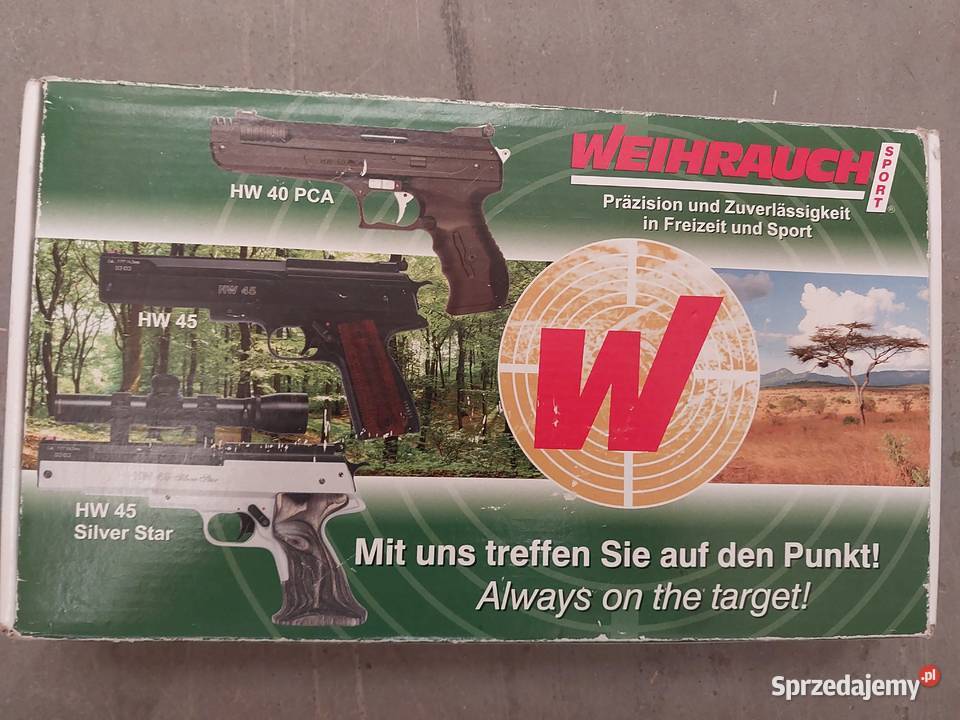 WEIHRAUCH
SPORT
®
Präzision und Zuverlässigkeit
in Freizeit und Sport
HW 40 PCA
HW 45
HW 45
W
HW 45
Silver Star
Mit uns treffen Sie auf den Punkt!
Always on the target!
Sprzedajemy.pl